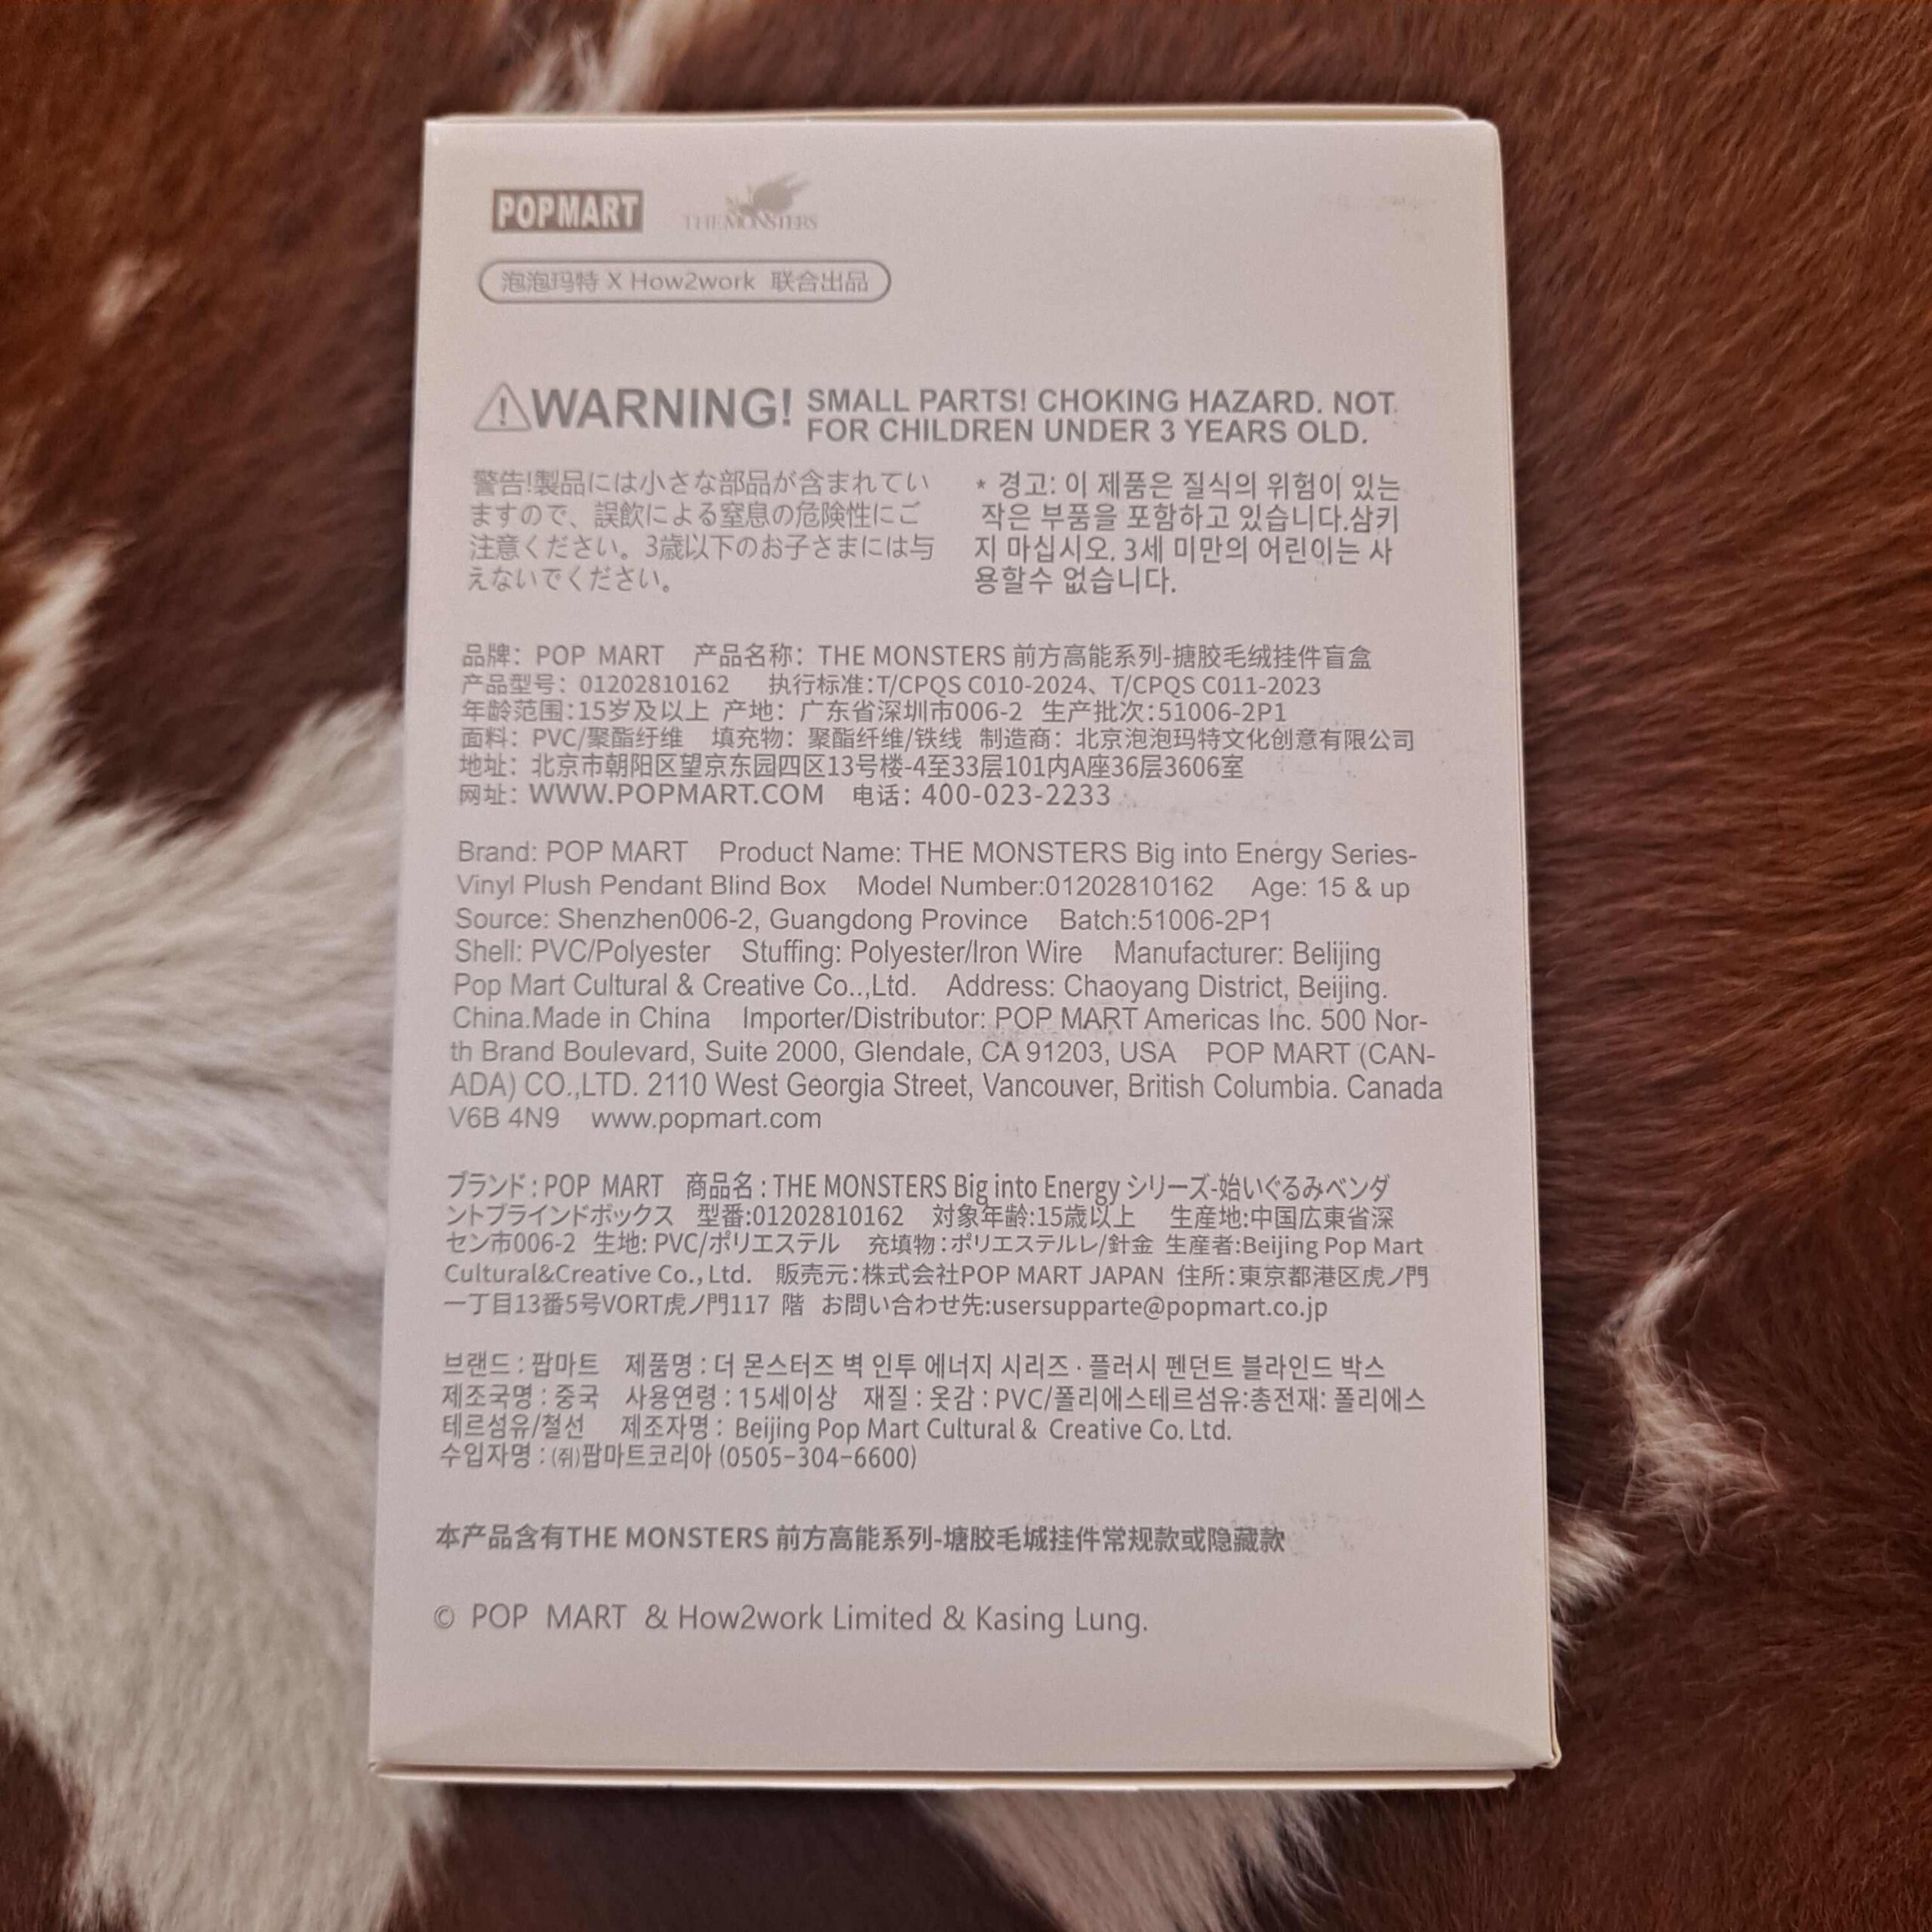 POPMART THE MONSTERS
泡泡玛特 X How2work 联合出品
WARNING! SMALL PARTS! CHOKING HAZARD. NOT
FOR CHILDREN UNDER 3 YEARS OLD.
警告!製品には小さな部品が含まれてい
ますので、誤飲による窒息の危険性にご
注意ください。3歳以下のお子さまには与
えないでください。
* 경고: 이 제품은 질식의 위험이 있는
작은 부품을 포함하고 있습니다.삼키
지 마십시오. 3세 미만의 어린이는 사
용할수 없습니다.
品牌：POP MART 产品名称：THE MONSTERS 前方高能系列-搪胶毛绒挂件盲盒
产品型号：01202810162 执行标准:T/CPQS C010-2024、T/CPQS C011-2023
年龄范围:15岁及以上 产地：广东省深圳市006-2 生产批次:51006-2P1
面料：PVC/聚酯纤维 填充物：聚酯纤维/铁线 制造商：北京泡泡玛特文化创意有限公司
地址：北京市朝阳区望京东园四区13号楼-4至33层101内A座36层3606室
网址：WWW.POPMART.COM 电话：400-023-2233
Brand: POP MART Product Name: THE MONSTERS Big into Energy Series-
Vinyl Plush Pendant Blind Box Model Number:01202810162 Age: 15 & up
Source: Shenzhen006-2, Guangdong Province Batch:51006-2P1
Shell: PVC/Polyester Stuffing: Polyester/Iron Wire Manufacturer: Belijing
Pop Mart Cultural & Creative Co..,Ltd. Address: Chaoyang District, Beijing.
China.Made in China Importer/Distributor: POP MART Americas Inc. 500 Nor-
th Brand Boulevard, Suite 2000, Glendale, CA 91203, USA POP MART (CAN-
ADA) CO.,LTD. 2110 West Georgia Street, Vancouver, British Columbia. Canada
V6B 4N9 www.popmart.com
ブランド : POP MART 商品名 : THE MONSTERS Big into Energy シリーズ-始いぐるみベンダ
ントブラインドボックス 型番:01202810162 対象年齢:15歳以上 生産地:中国広東省深
セン市006-2 生地: PVC/ポリエステル 充填物：ポリエステルレ/針金 生産者:Beijing Pop Mart
Cultural&Creative Co., Ltd. 販売元：株式会社POP MART JAPAN 住所：東京都港区虎ノ門
一丁目13番5号VORT虎ノ門117 階 お問い合わせ先:usersupparte@popmart.co.jp
브랜드 : 팝마트 제품명 : 더 몬스터즈 벽 인투 에너지 시리즈 · 플러시 펜던트 블라인드 박스
제조국명 : 중국 사용연령 : 15세이상 재질 : 옷감 : PVC/폴리에스테르섬유:총전재: 폴리에스
테르섬유/철선 제조자명 : Beijing Pop Mart Cultural & Creative Co. Ltd.
수입자명 : (쥐)팝마트코리아 (0505-304-6600)
本产品含有THE MONSTERS 前方高能系列-塘胶毛城挂件常规款或隐藏款
© POP MART & How2work Limited & Kasing Lung.